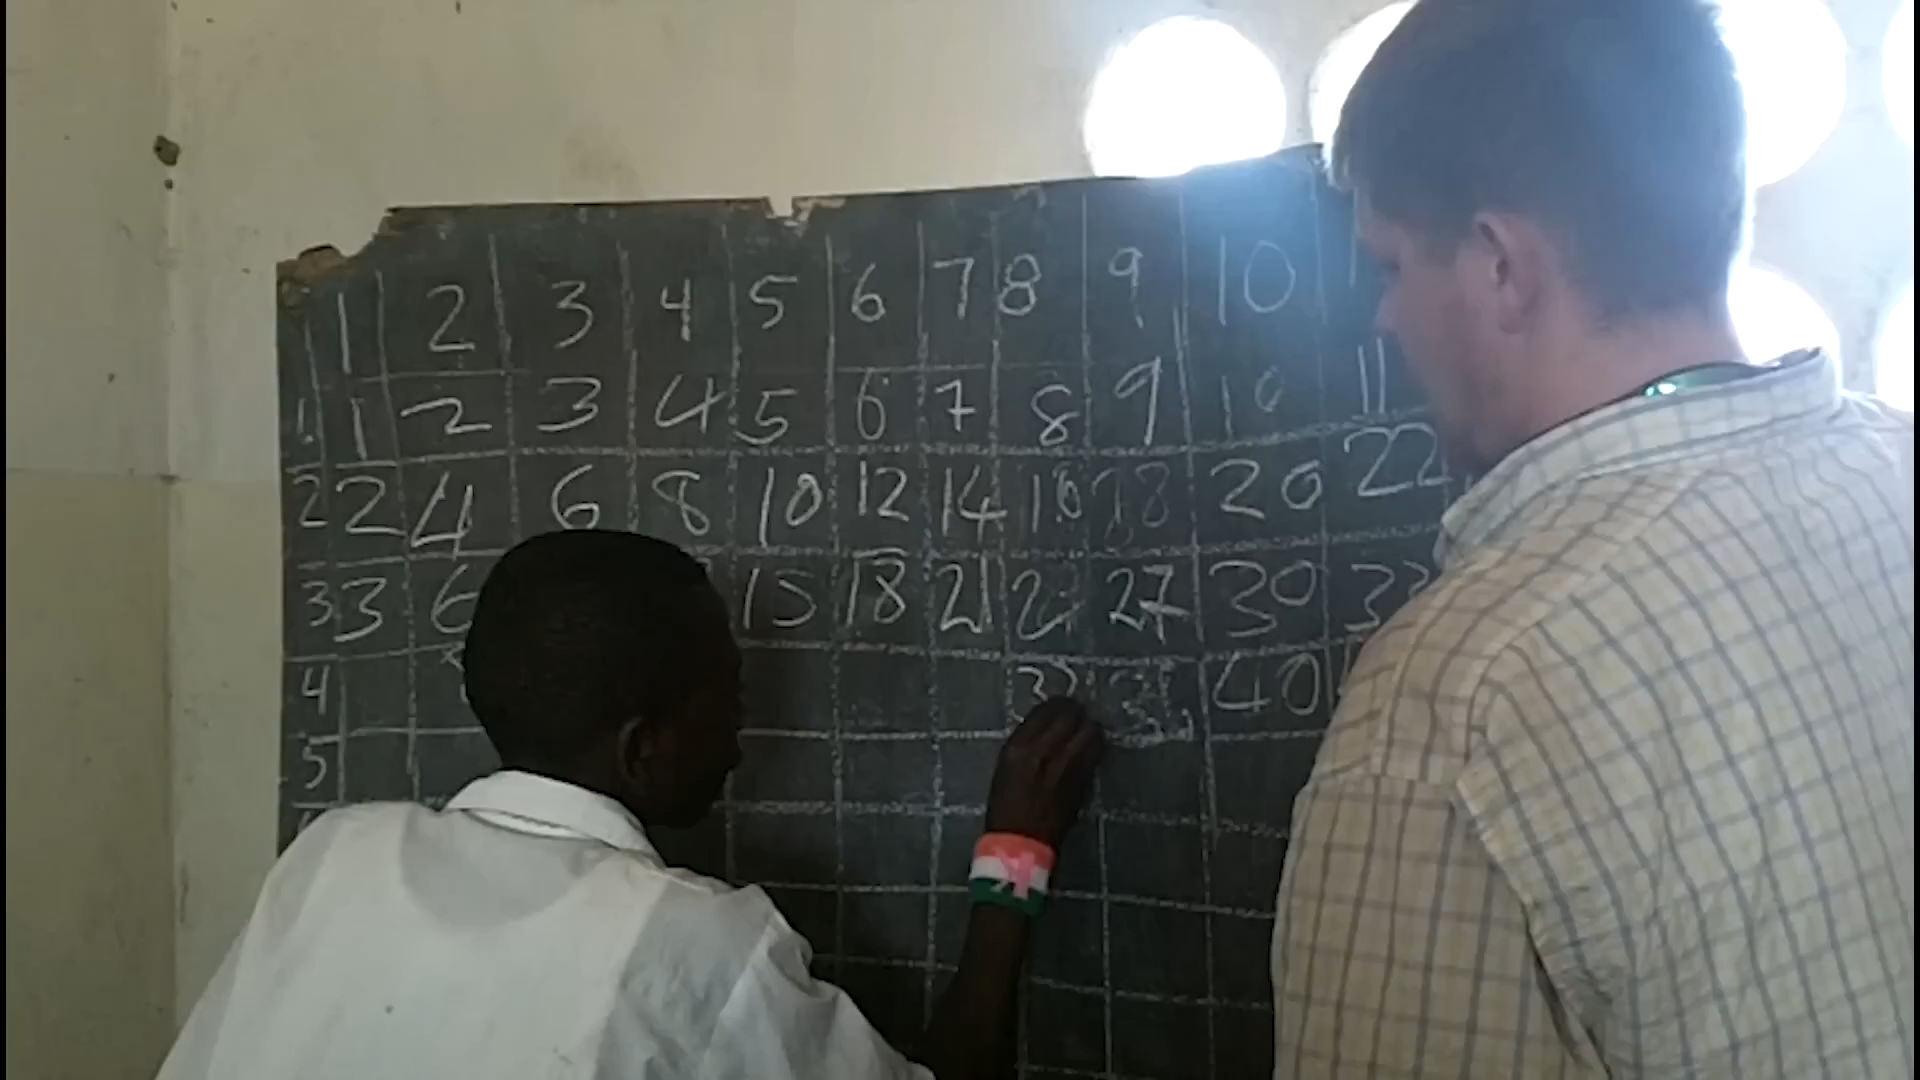 1 2 3 4 5 6 7 8 9 10
1 1 2 3 4 5 6 7 8 9 10 11
2 2 4 6 8 10 12 14 16 18 20 22
3 3 6 15 18 21 27 30 33
4 40
5